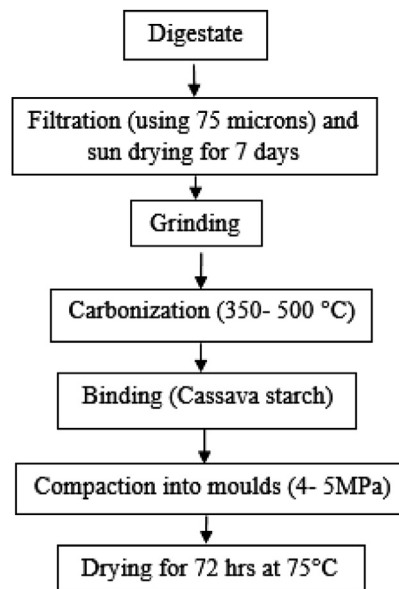 Digestate
Filtration (using 75 microns) and
sun drying for 7 days
Grinding
Carbonization (350- 500 °C)
Binding (Cassava starch)
Compaction into moulds (4- 5MPa)
Drying for 72 hrs at 75°C